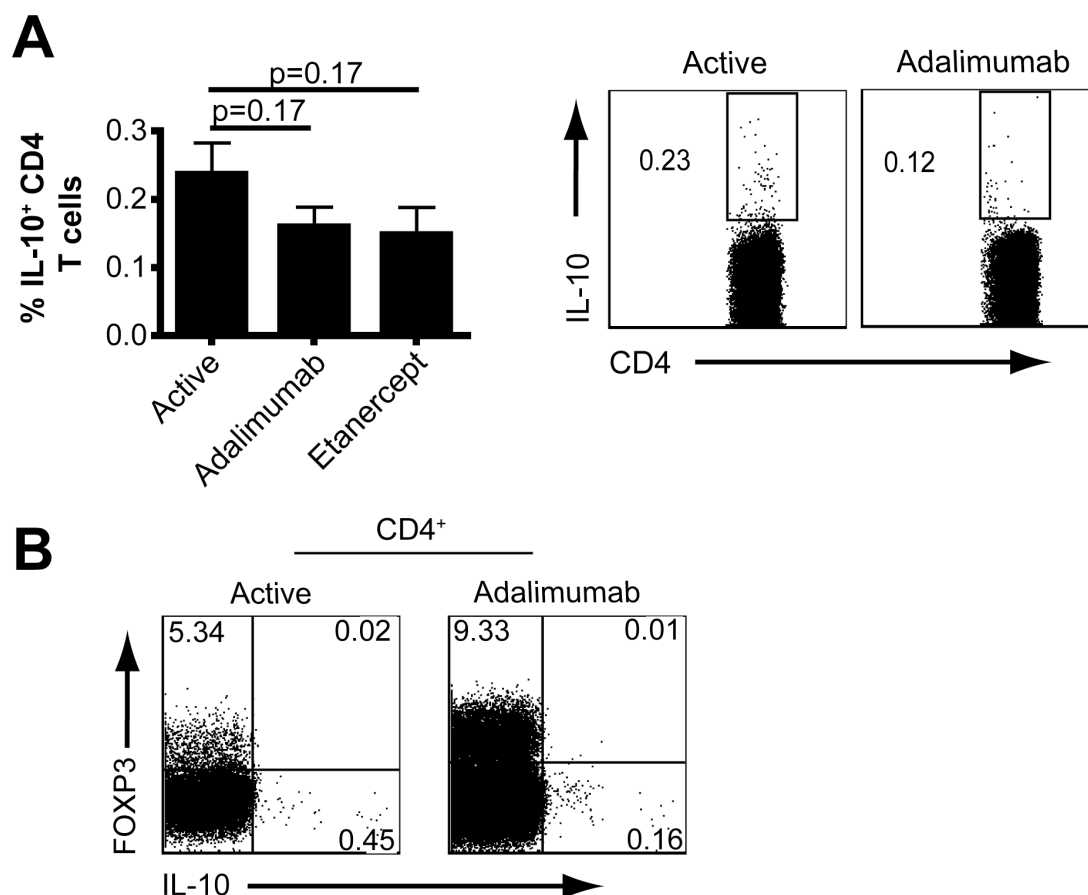 A
p=0.17
p=0.17
0.3
0.2
0.1
0.0
% IL-10⁺ CD4
T cells
Active
Adalimumab
Etanercept
Active
Adalimumab
0.23
0.12
IL-10
CD4
B
CD4⁺
Active
Adalimumab
5.34
0.02
9.33
0.01
0.45
0.16
FOXP3
IL-10